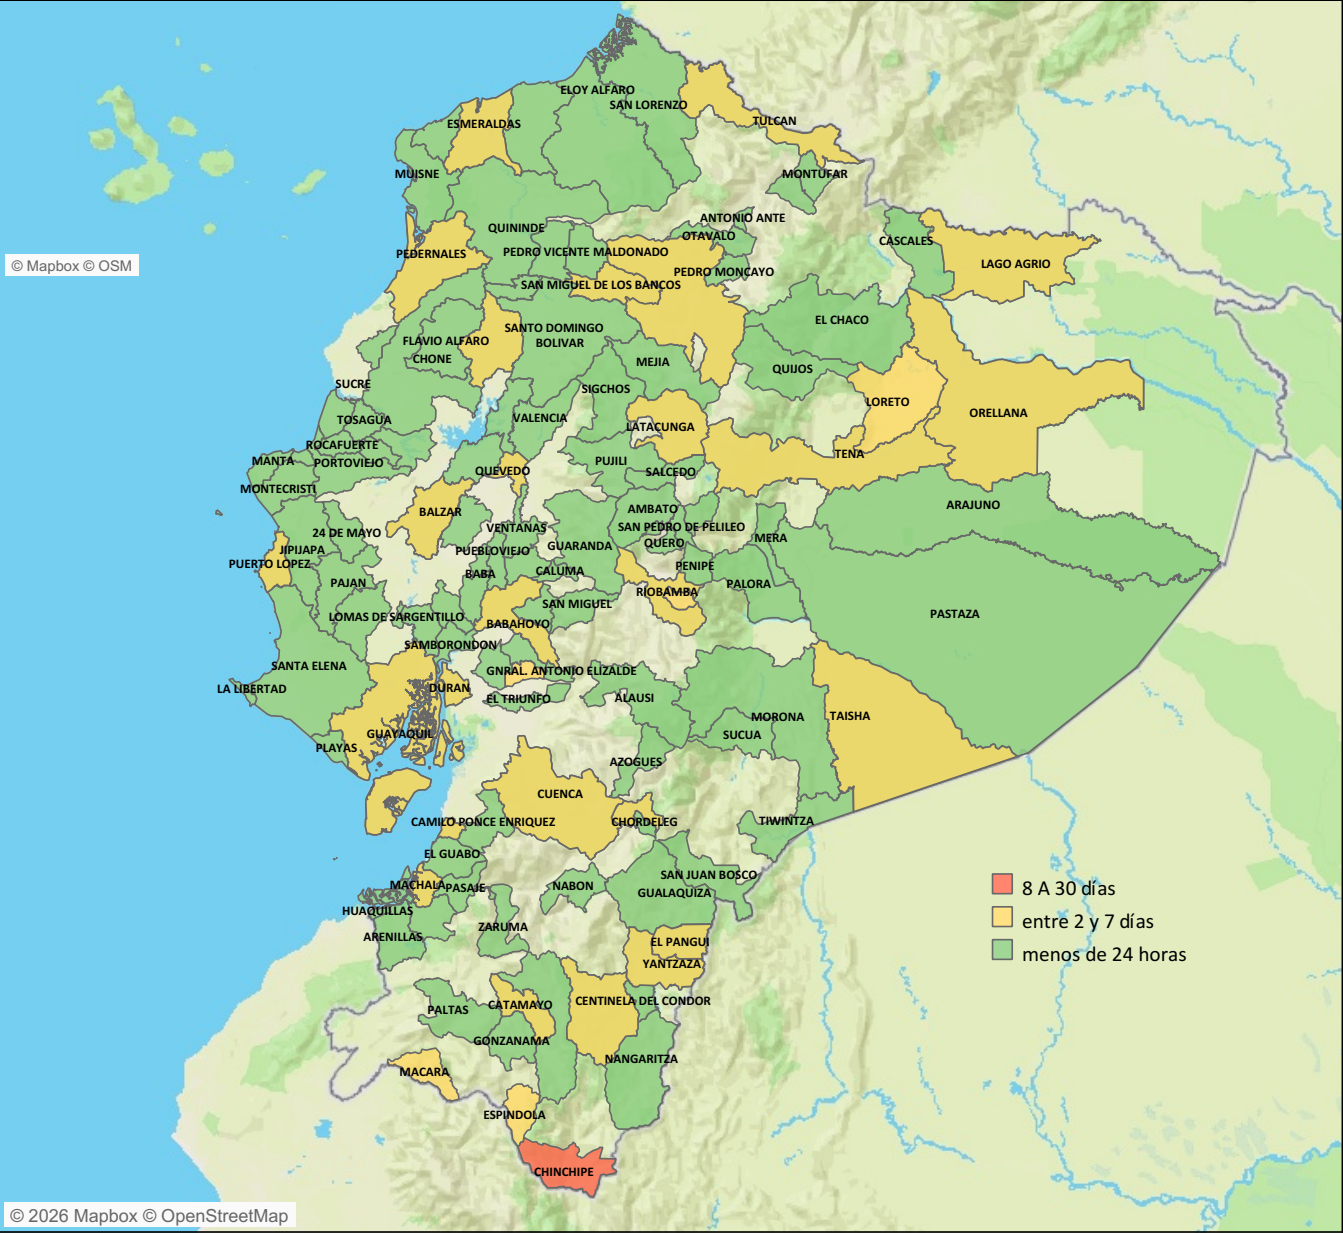 ELOY ALFARO
SAN LORENZO
ESMERALDAS
TULCAN
MUISNE
MONTUFAR
ANTONIO ANTE
QUININDE
OTAVALO
CASCALES
PEDERNALES
PEDRO VICENTE MALDONADO
© Mapbox © OSM
LAGO AGRIO
PEDRO MONCAYO
SAN MIGUEL DE LOS BANCOS
EL CHACO
SANTO DOMINGO
FLAVIO ALFARO
BOLIVAR
CHONE
MEJIA
QUIJOS
SUCRE
SIGCHOS
LORETO
ORELLANA
TOSAGUA
VALENCIA
LATACUNGA
ROCAFUERTE
TENA
MANTA
PORTOVIEJO
PUJILI
QUEVEDO
SALCEDO
MONTECRISTI
ARAJUNO
BALZAR
AMBATO
24 DE MAYO
VENTANAS
SAN PEDRO DE PELILEO
MERA
JIPIJAPA
PUEBLOVIEJO
GUARANDA
QUERO
PUERTO LOPEZ
BABA
CALUMA
PENIPE
PAJAN
PALORA
RIOBAMBA
SAN MIGUEL
LOMAS DE SARGENTILLO
PASTAZA
BABAHOYO
SAMBORONDON
SANTA ELENA
GNRAL. ANTONIO ELIZALDE
LA LIBERTAD
DURAN
EL TRIUNFO
ALAUSI
MORONA
TAISHA
GUAYAQUIL
SUCUA
PLAYAS
AZOGUES
CUENCA
CAMILO PONCE ENRIQUEZ
CHORDELEG
TIWINTZA
EL GUABO
SAN JUAN BOSCO
MACHALA
PASAJE
NABON
GUALAQUIZA
8 A 30 días
HUAQUILLAS
entre 2 y 7 días
ZARUMA
ARENILLAS
EL PANGUI
menos de 24 horas
YANTZAZA
PALTAS
CATAMAYO
CENTINELA DEL CONDOR
GONZANAMA
NANGARITZA
MACARA
ESPINDOLA
CHINCHIPE
© 2026 Mapbox © OpenStreetMap